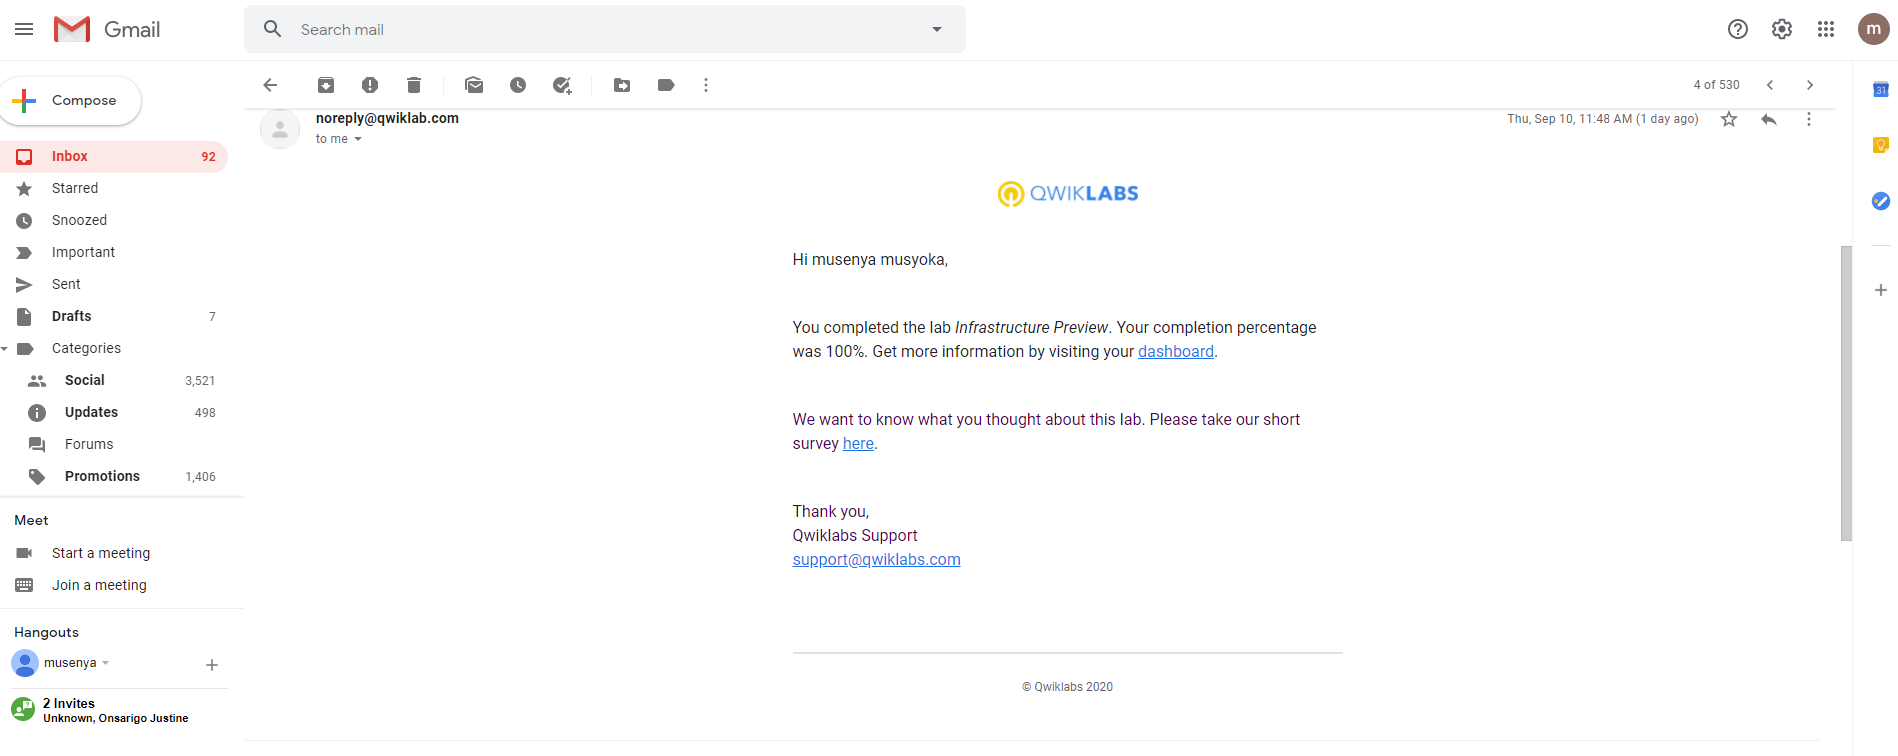 Gmail
Search mail
m
Compose
4 of 530
31
Inbox 92
Starred
Snoozed
Important
Sent
Drafts 7
Categories
Social 3,521
Updates 498
Forums
Promotions 1,406
Meet
Start a meeting
Join a meeting
Hangouts
musenya
2 Invites
Unknown, Onsarigo Justine
noreply@qwiklab.com
Thu, Sep 10, 11:48 AM (1 day ago)
to me
QWIKLABS
Hi musenya musyoka,
You completed the lab Infrastructure Preview. Your completion percentage
was 100%. Get more information by visiting your dashboard.
We want to know what you thought about this lab. Please take our short
survey here.
Thank you,
Qwiklabs Support
support@qwiklabs.com
© Qwiklabs 2020